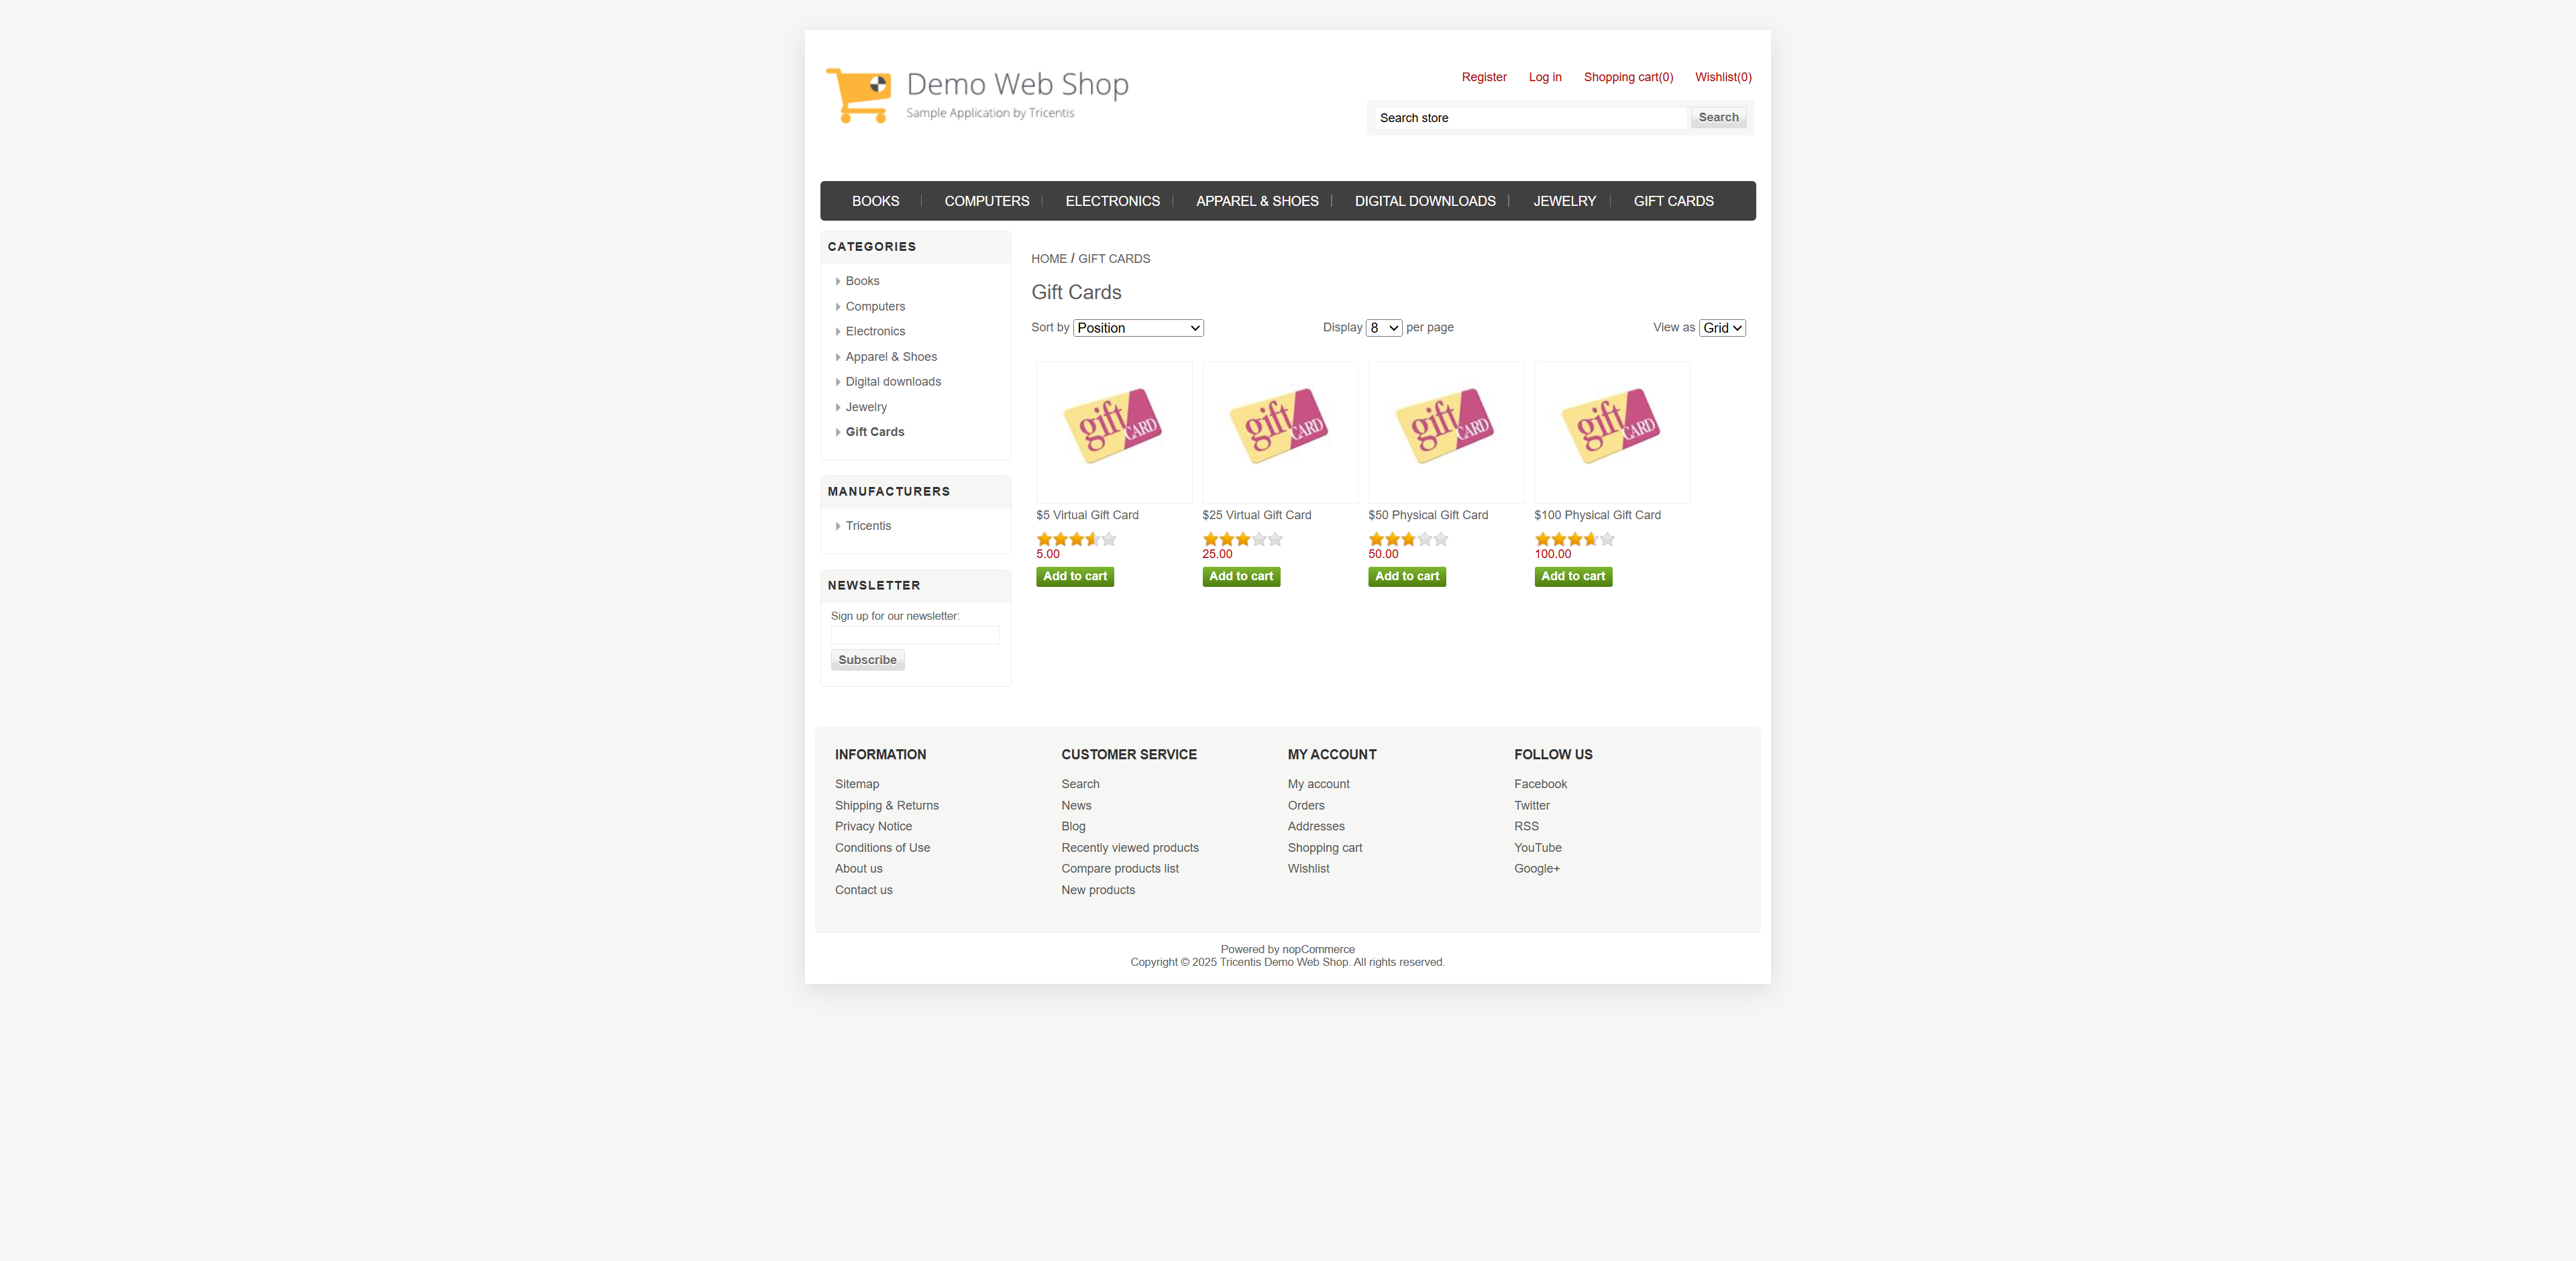 Demo Web Shop
Sample Application by Tricentis
Register Log in Shopping cart(0) Wishlist(0)
Search store Search
BOOKS COMPUTERS ELECTRONICS APPAREL & SHOES DIGITAL DOWNLOADS JEWELRY GIFT CARDS
CATEGORIES
Books
Computers
Electronics
Apparel & Shoes
Digital downloads
Jewelry
Gift Cards
MANUFACTURERS
Tricentis
NEWSLETTER
Sign up for our newsletter:
Subscribe
HOME / GIFT CARDS
Gift Cards
Sort by Position Display 8 per page View as Grid
gift CARD gift CARD gift CARD gift CARD
$5 Virtual Gift Card $25 Virtual Gift Card $50 Physical Gift Card $100 Physical Gift Card
5.00 25.00 50.00 100.00
Add to cart Add to cart Add to cart Add to cart
INFORMATION
Sitemap
Shipping & Returns
Privacy Notice
Conditions of Use
About us
Contact us
CUSTOMER SERVICE
Search
News
Blog
Recently viewed products
Compare products list
New products
MY ACCOUNT
My account
Orders
Addresses
Shopping cart
Wishlist
FOLLOW US
Facebook
Twitter
RSS
YouTube
Google+
Powered by nopCommerce
Copyright © 2025 Tricentis Demo Web Shop. All rights reserved.